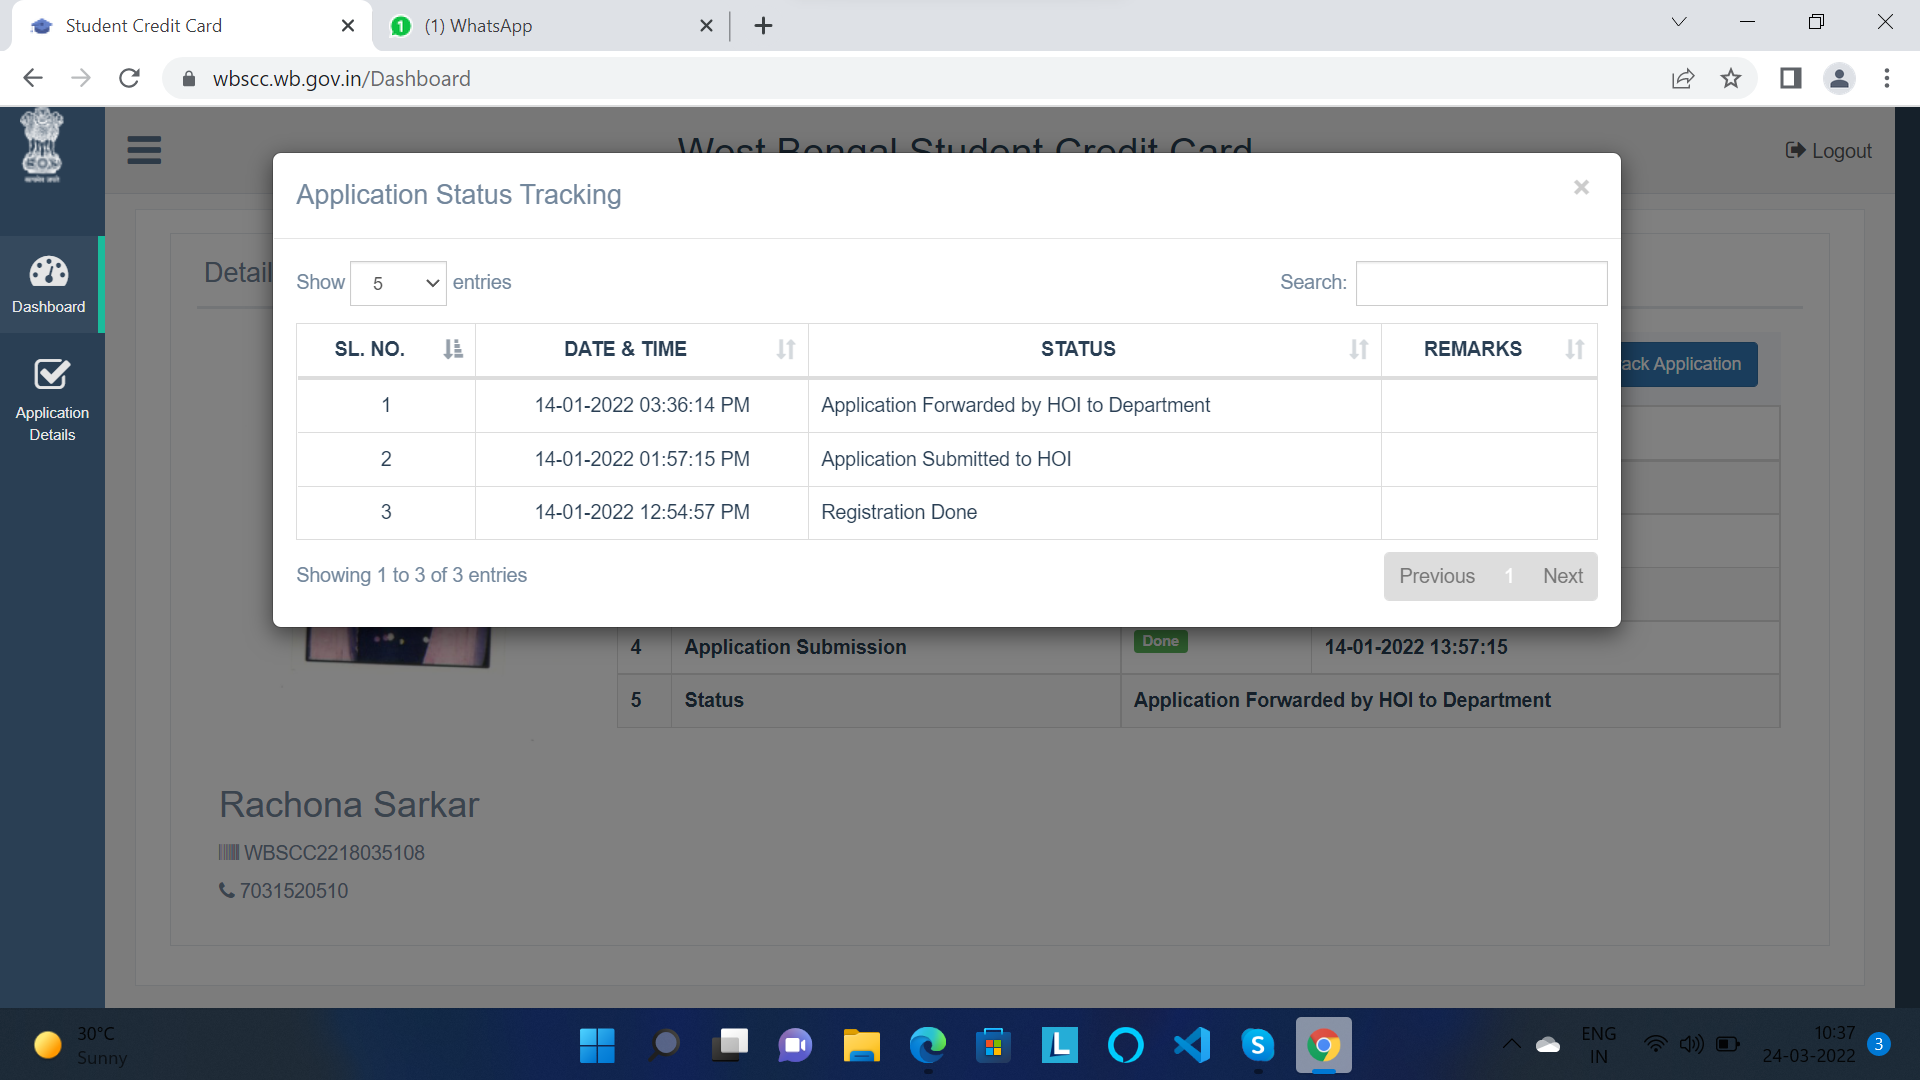 Student Credit Card
(1) WhatsApp
wbscc.wb.gov.in/Dashboard
West Bengal Student Credit Card
Logout
Dashboard
Application
Details
Application Status Tracking
×
Show 5 entries
Search:
SL. NO. DATE & TIME STATUS REMARKS
1 14-01-2022 03:36:14 PM Application Forwarded by HOI to Department
2 14-01-2022 01:57:15 PM Application Submitted to HOI
3 14-01-2022 12:54:57 PM Registration Done
Showing 1 to 3 of 3 entries
Previous 1 Next
Detail
ack Application
4 Application Submission Done 14-01-2022 13:57:15
5 Status Application Forwarded by HOI to Department
Rachona Sarkar
WBSCC2218035108
7031520510
30°C
Sunny
L
S
ENG
IN
10:37
24-03-2022
3